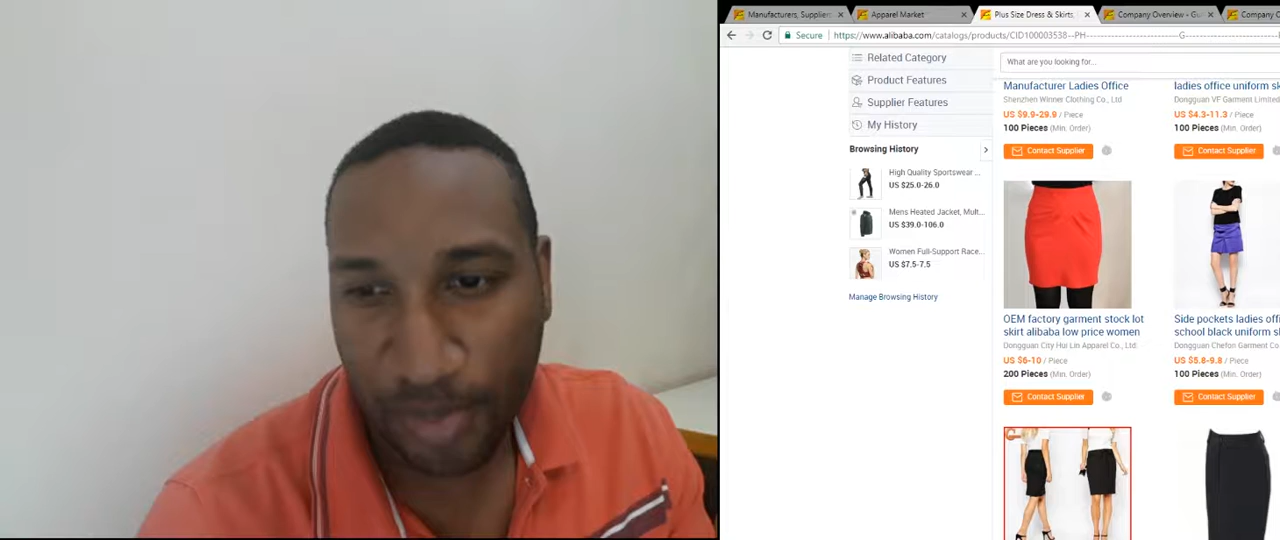 Manufacturers, Suppliers
Apparel Market
Plus Size Dress & Skirts,
Company Overview - Gu
Company O
Secure
https://www.alibaba.com/catalogs/products/CID100003538--PH
G
Related Category
Product Features
Supplier Features
My History
Browsing History
High Quality Sportswear ...
US $25.0-26.0
Mens Heated Jacket, Mult...
US $39.0-106.0
Women Full-Support Race...
US $7.5-7.5
Manage Browsing History
What are you looking for...
Manufacturer Ladies Office
Shenzhen Winner Clothing Co., Ltd
US $9.9-29.9 / Piece
100 Pieces (Min. Order)
Contact Supplier
ladies office uniform sk
Dongguan VF Garment Limited
US $4.3-11.3 / Piece
100 Pieces (Min. Order)
Contact Supplier
OEM factory garment stock lot
skirt alibaba low price women
Dongguan City Hui Lin Apparel Co., Ltd.
US $6-10 / Piece
200 Pieces (Min. Order)
Contact Supplier
Side pockets ladies offi
school black uniform s
Dongguan Chefon Garment Co
US $5.8-9.8 / Piece
100 Pieces (Min. Order)
Contact Supplier